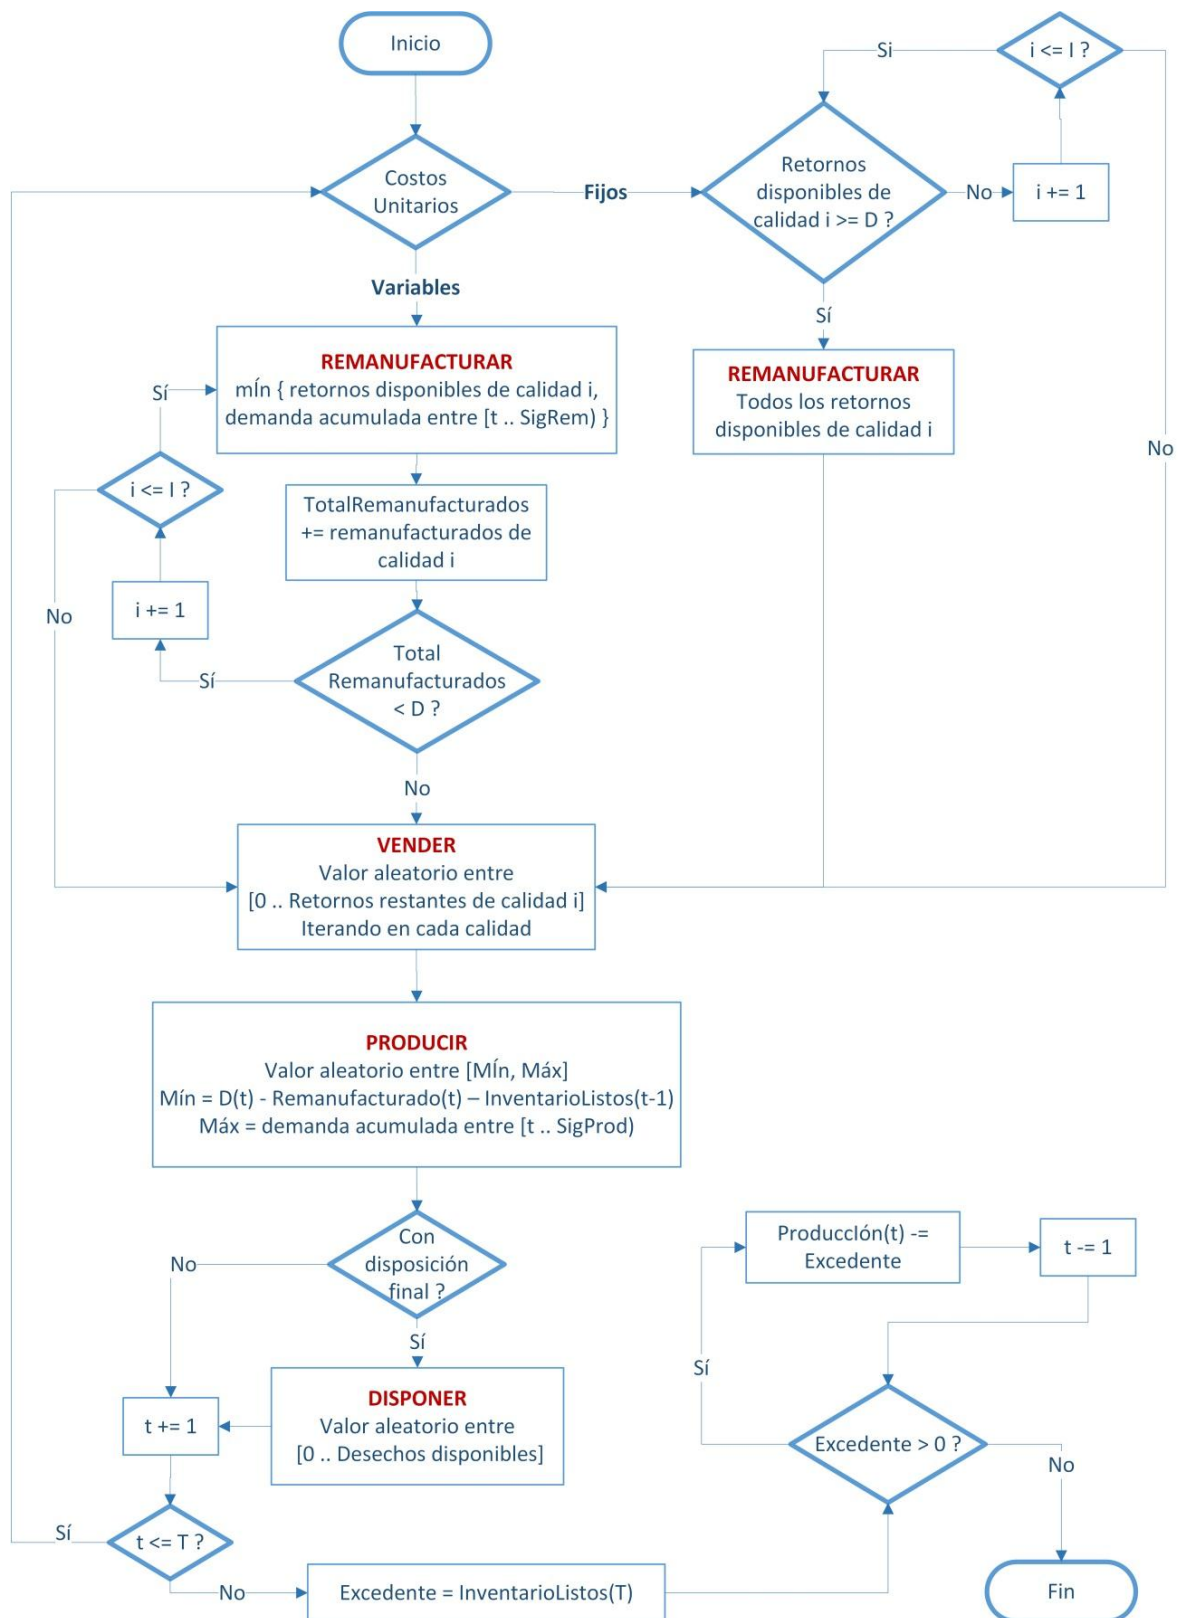 Inicio
Costos
Unitarios
Fijos
Variables
Retornos
disponibles de
calidad i >= D ?
No
i += 1
i <= I ?
Si
No
Sí
REMANUFACTURAR
Todos los retornos
disponibles de calidad i
REMANUFACTURAR
mÍn { retornos disponibles de calidad i,
demanda acumulada entre [t .. SigRem) }
Sí
i <= I ?
No
i += 1
Sí
TotalRemanufacturados
+= remanufacturados de
calidad i
Total
Remanufacturados
< D ?
No
VENDER
Valor aleatorio entre
[0 .. Retornos restantes de calidad i]
Iterando en cada calidad
PRODUCIR
Valor aleatorio entre [MÍn, Máx]
Mín = D(t) - Remanufacturado(t) – InventarioListos(t-1)
Máx = demanda acumulada entre [t .. SigProd)
Con
disposición
final ?
No
Sí
DISPONER
Valor aleatorio entre
[0 .. Desechos disponibles]
t += 1
t <= T ?
Sí
No
Excedente = InventarioListos(T)
Excedente > 0 ?
Sí
ProduccIón(t) -=
Excedente
t -= 1
No
Fin